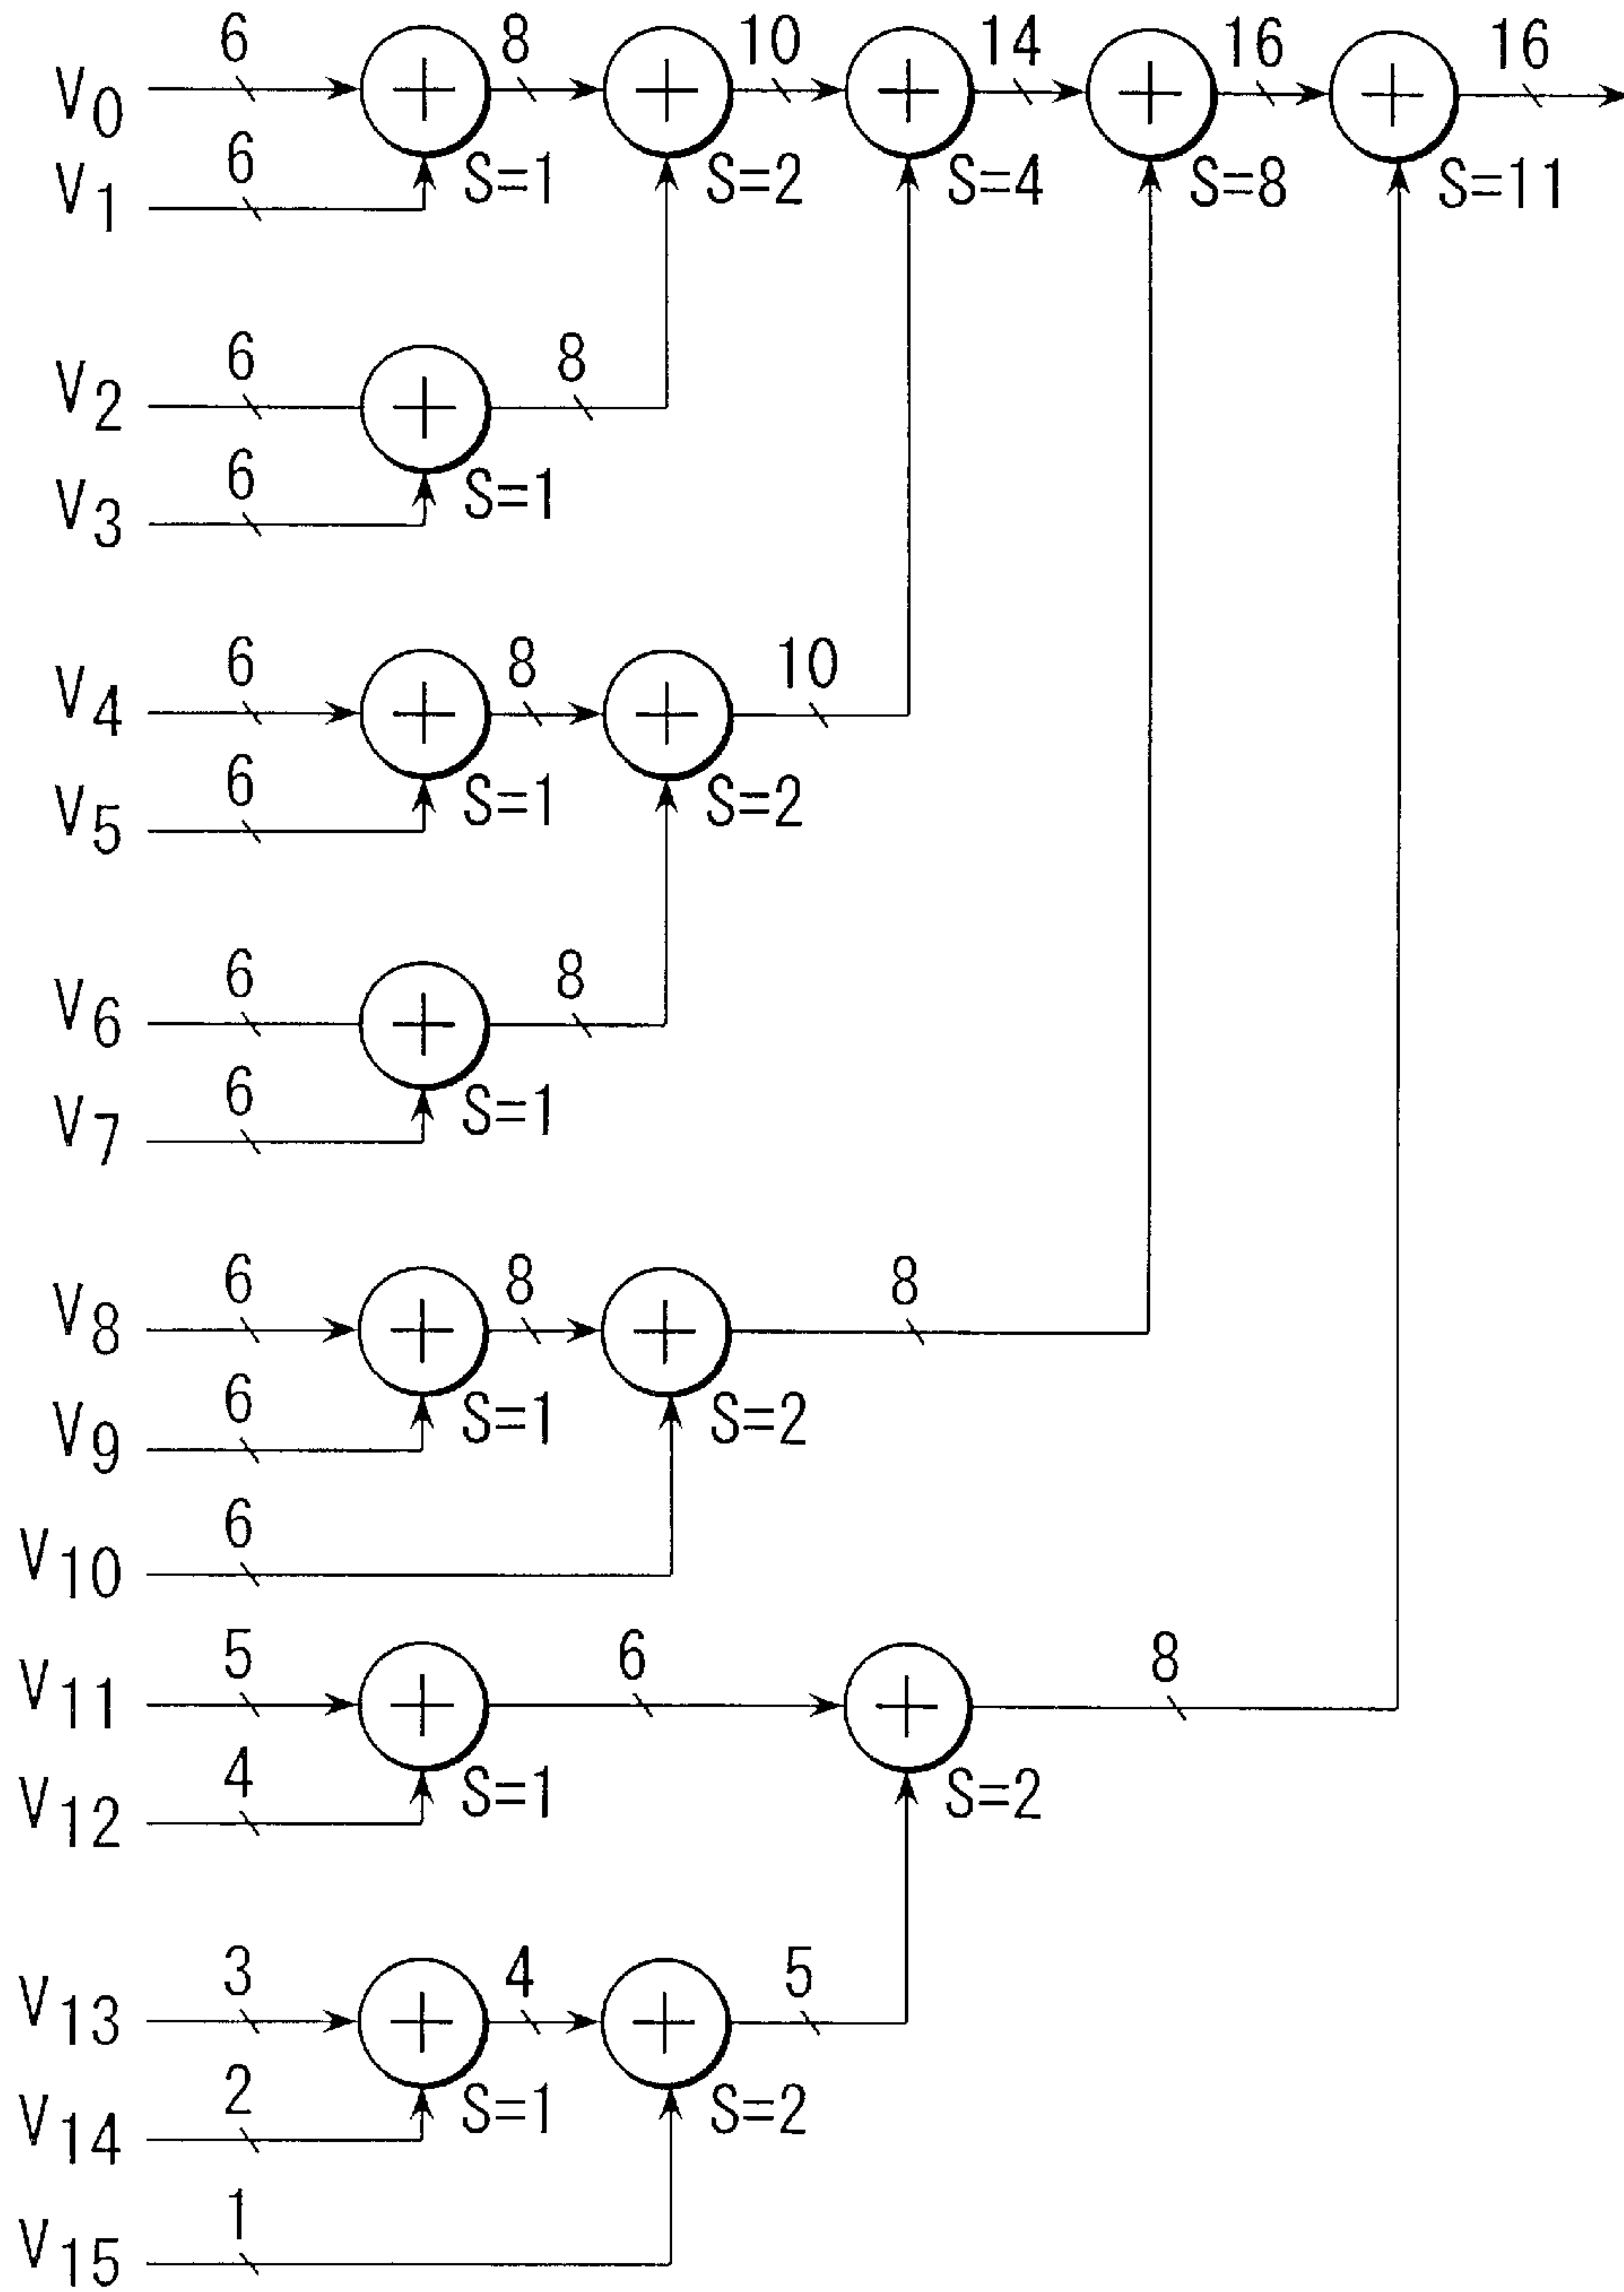 6 8 10 14 16 16
V0
6
V1 S=1 S=2 S=4 S=8 S=11
6 8
V2
6
V3 S=1
6 8 10
V4
6
V5 S=1 S=2
6 8
V6
6
V7 S=1
6 8 8
V8
6
V9 S=1 S=2
6
V10
5 6 8
V11
4
V12 S=1 S=2
3 4 5
V13
2
V14 S=1 S=2
1
V15